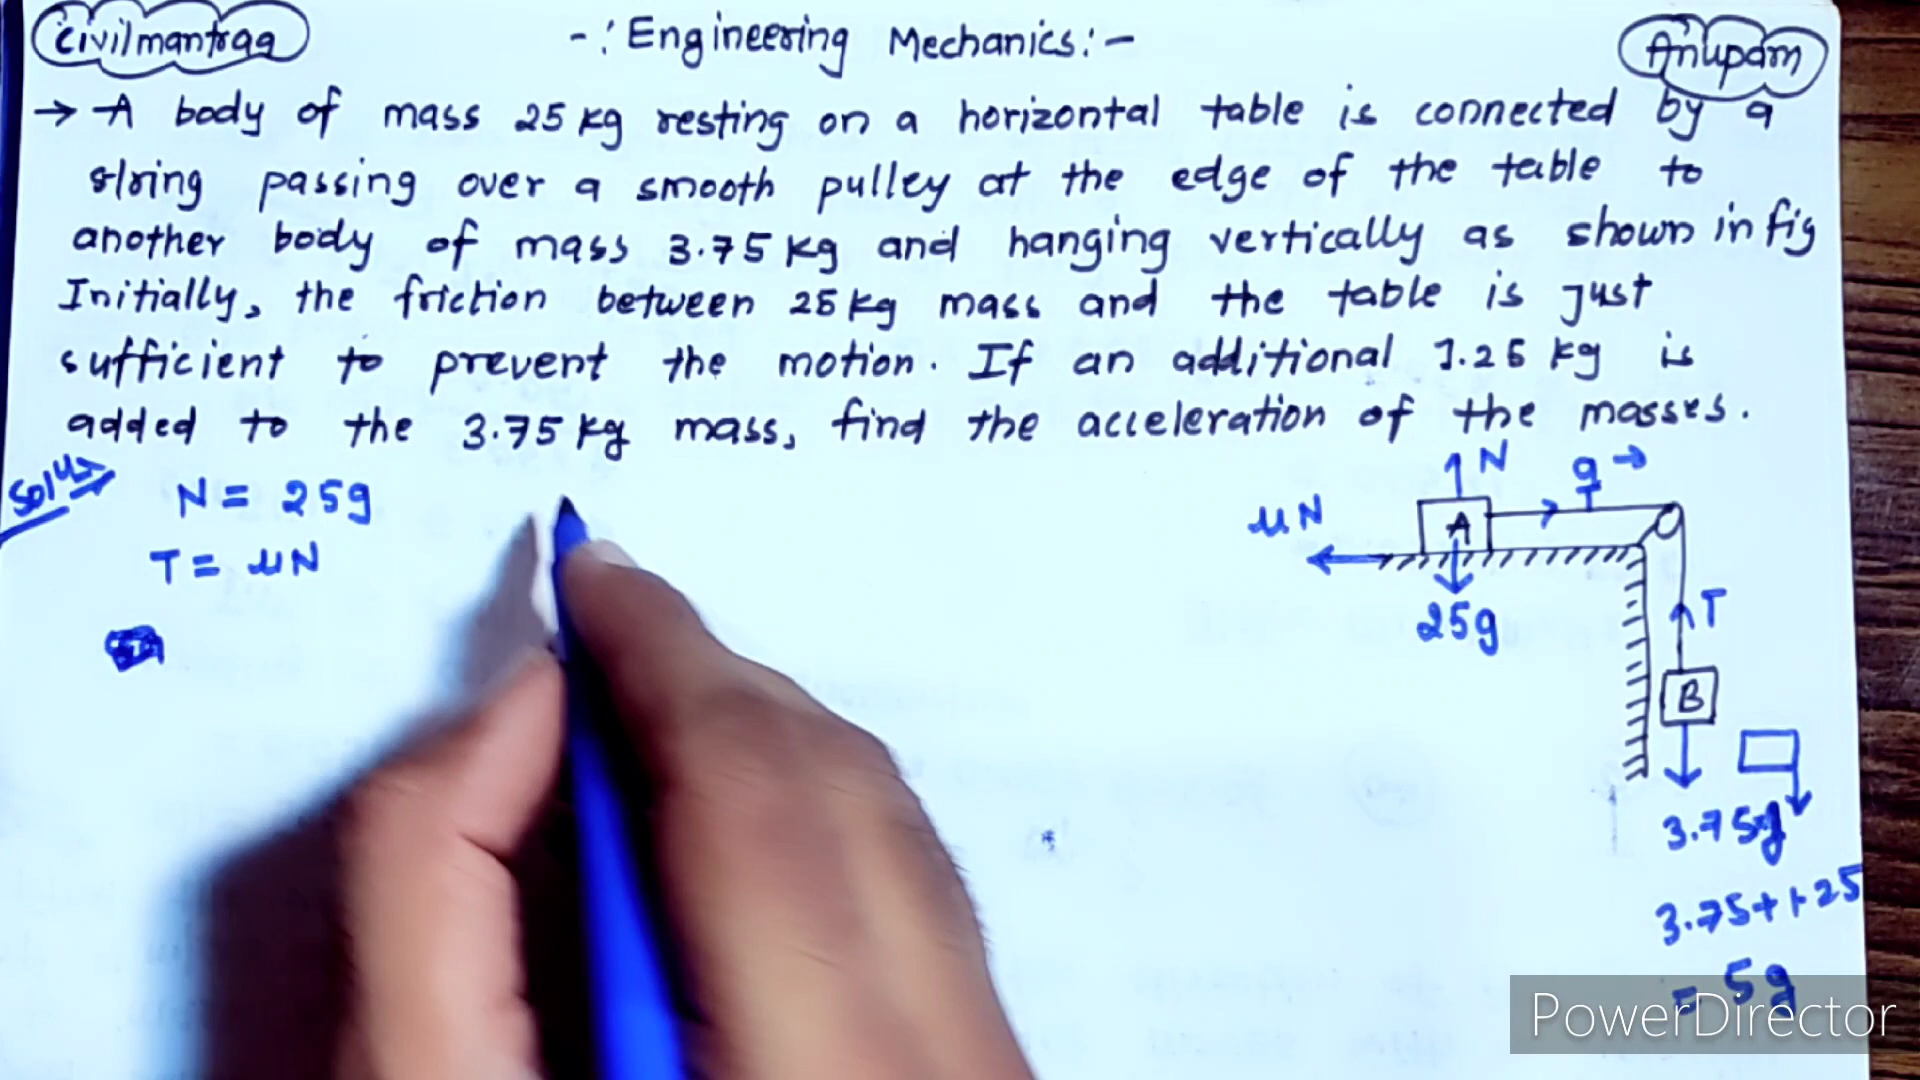 Civilmantraa
-: Engineering Mechanics:-
Anupam
→ A body of mass 25 kg resting on a horizontal table is connected by a
string passing over a smooth pulley at the edge of the table to
another body of mass 3.75 kg and hanging vertically as shown in fig
Initially, the friction between 25 kg mass and the table is just
sufficient to prevent the motion. If an additional 1.25 kg is
added to the 3.75 kg mass, find the acceleration of the masses.
N = 25g
T = μN
N
a →
T
μN
A
25g
T
B
3.75g
3.75+1.25
= 5g
PowerDirector